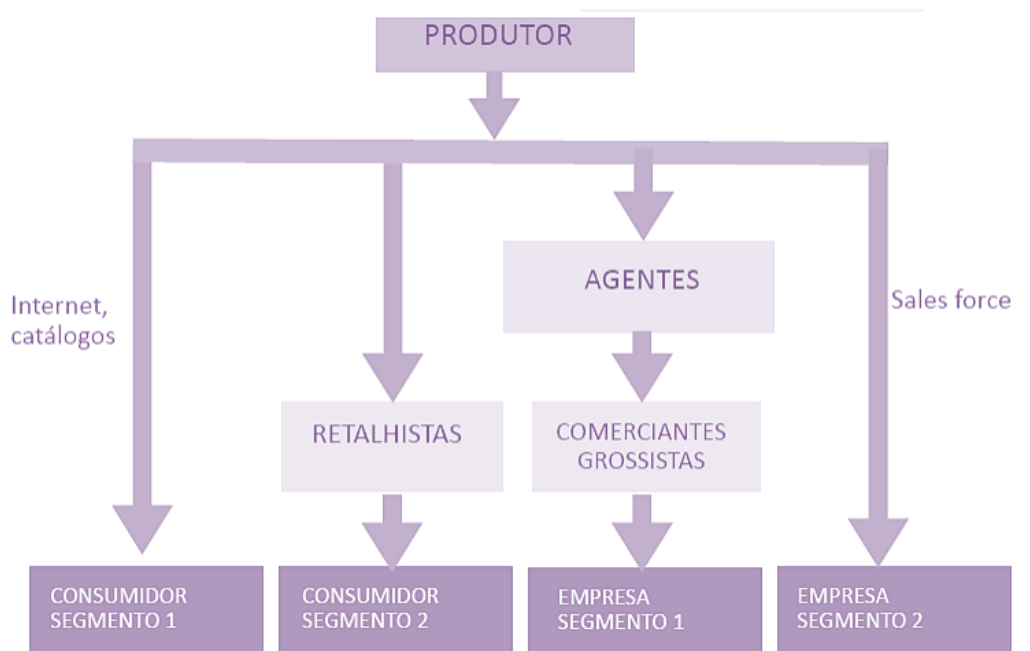 PRODUTOR
AGENTES
Internet,
catálogos
Sales force
RETALHISTAS
COMERCIANTES
GROSSISTAS
CONSUMIDOR
SEGMENTO 1
CONSUMIDOR
SEGMENTO 2
EMPRESA
SEGMENTO 1
EMPRESA
SEGMENTO 2